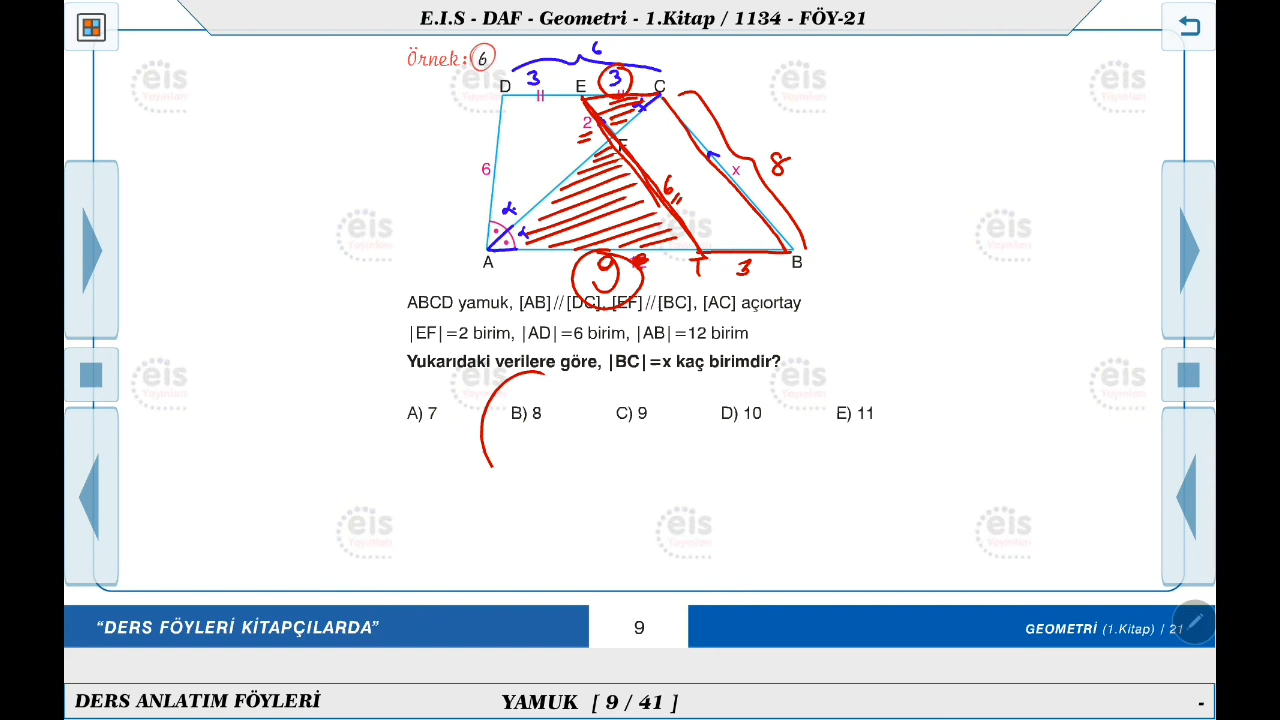 E.I.S - DAF - Geometri - 1.Kitap / 1134 - FÖY-21
Örnek: 6
6
3 3
D E C
2
F
6 x 8
α α 6
A 9 T 3 B
ABCD yamuk, [AB]//[DC], [EF]//[BC], [AC] açıortay
|EF|=2 birim, |AD|=6 birim, |AB|=12 birim
Yukarıdaki verilere göre, |BC|=x kaç birimdir?
A) 7 B) 8 C) 9 D) 10 E) 11
eis Yayınları
"DERS FÖYLERİ KİTAPÇILARDA" 9 GEOMETRİ (1.Kitap) / 21
DERS ANLATIM FÖYLERİ YAMUK [ 9 / 41 ] -